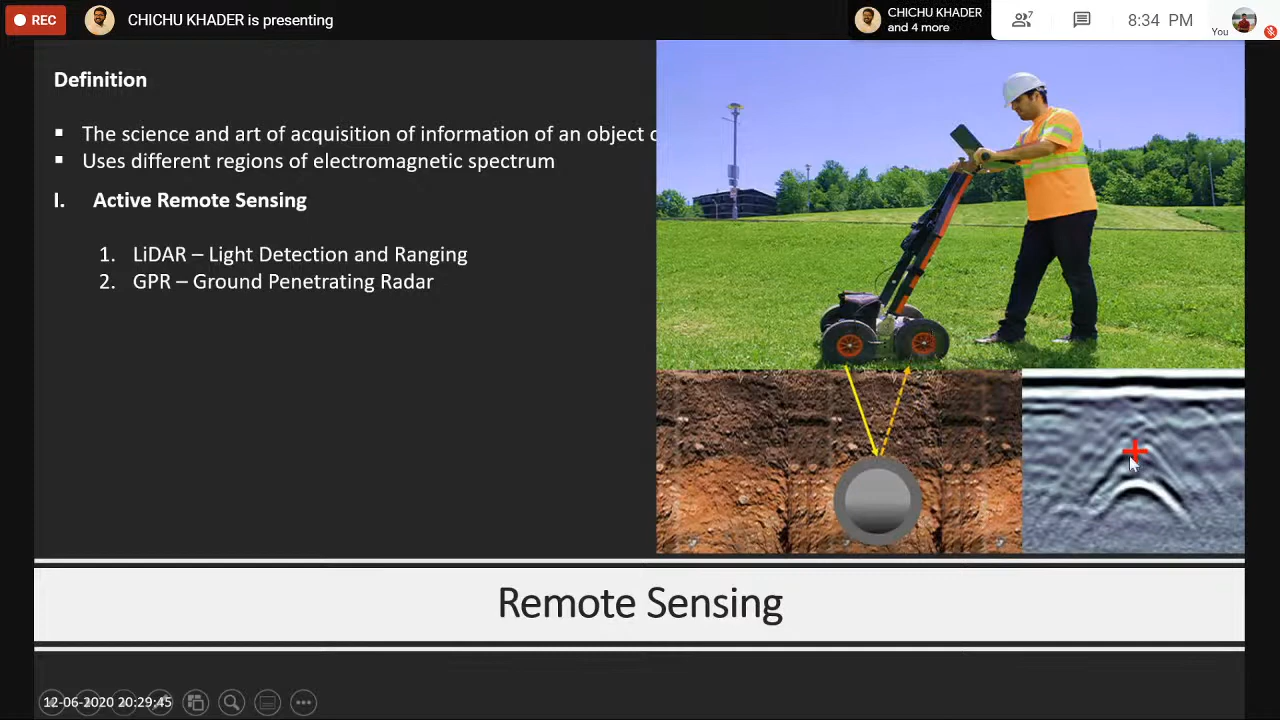 REC
CHICHU KHADER is presenting
CHICHU KHADER
and 4 more
7
8:34 PM
You
Definition
▪ The science and art of acquisition of information of an object
▪ Uses different regions of electromagnetic spectrum
I. Active Remote Sensing
1. LiDAR – Light Detection and Ranging
2. GPR – Ground Penetrating Radar
Remote Sensing
12-06-2020 20:29:45